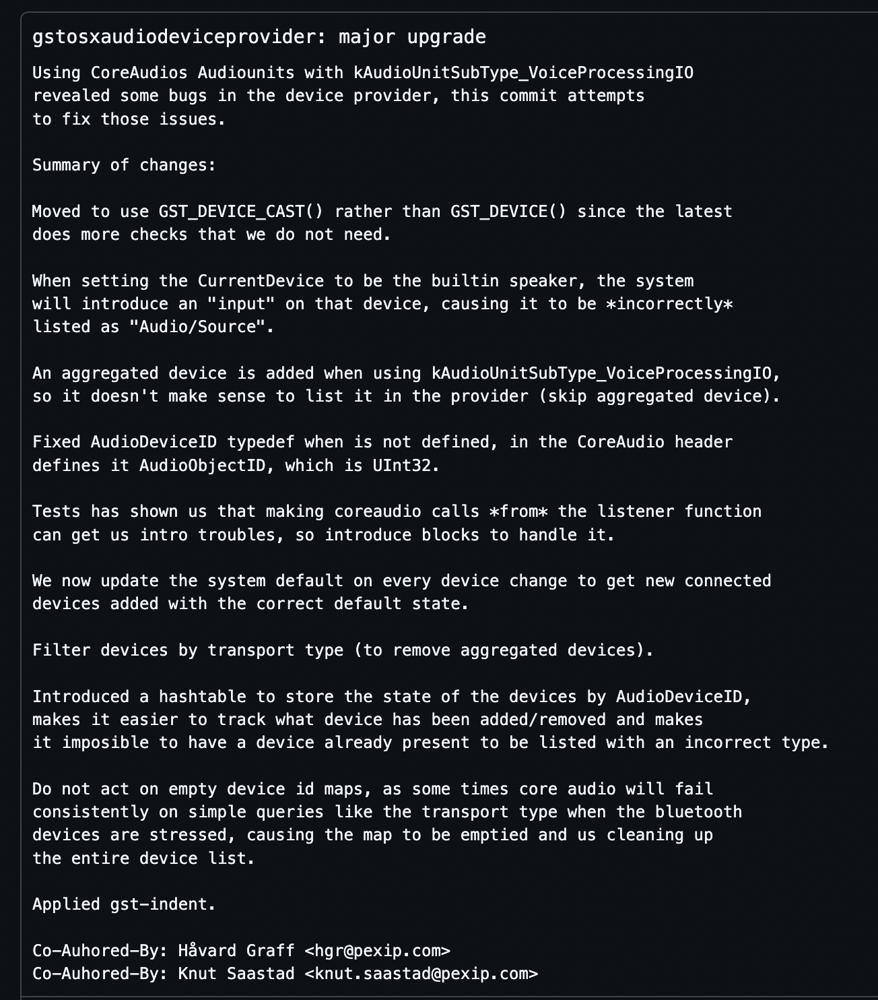 gstosxaudiodeviceprovider: major upgrade
Using CoreAudios Audiounits with kAudioUnitSubType_VoiceProcessingIO
revealed some bugs in the device provider, this commit attempts
to fix those issues.
Summary of changes:
Moved to use GST_DEVICE_CAST() rather than GST_DEVICE() since the latest
does more checks that we do not need.
When setting the CurrentDevice to be the builtin speaker, the system
will introduce an "input" on that device, causing it to be *incorrectly*
listed as "Audio/Source".
An aggregated device is added when using kAudioUnitSubType_VoiceProcessingIO,
so it doesn't make sense to list it in the provider (skip aggregated device).
Fixed AudioDeviceID typedef when is not defined, in the CoreAudio header
defines it AudioObjectID, which is UInt32.
Tests has shown us that making coreaudio calls *from* the listener function
can get us intro troubles, so introduce blocks to handle it.
We now update the system default on every device change to get new connected
devices added with the correct default state.
Filter devices by transport type (to remove aggregated devices).
Introduced a hashtable to store the state of the devices by AudioDeviceID,
makes it easier to track what device has been added/removed and makes
it imposible to have a device already present to be listed with an incorrect type.
Do not act on empty device id maps, as some times core audio will fail
consistently on simple queries like the transport type when the bluetooth
devices are stressed, causing the map to be emptied and us cleaning up
the entire device list.
Applied gst-indent.
Co-Auhored-By: Håvard Graff <hgr@pexip.com>
Co-Auhored-By: Knut Saastad <knut.saastad@pexip.com>